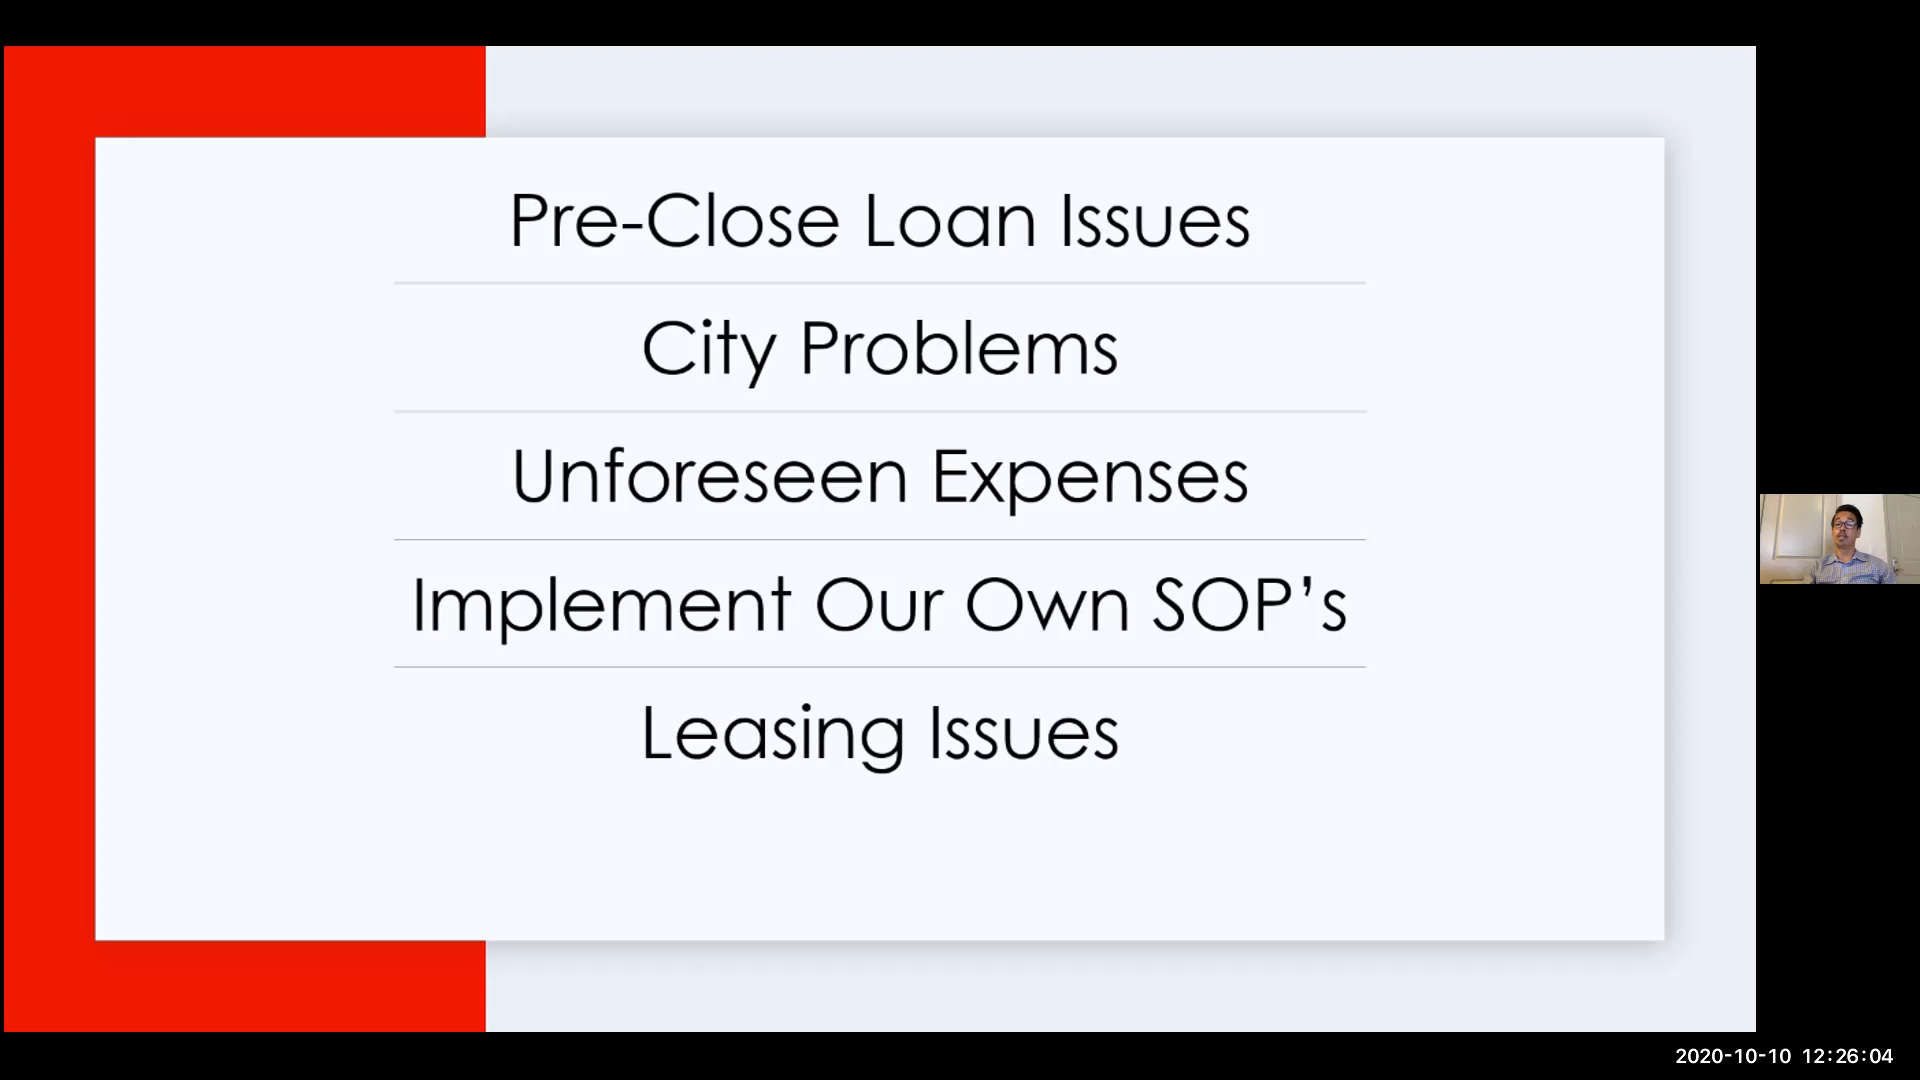 Pre-Close Loan Issues
City Problems
Unforeseen Expenses
Implement Our Own SOP’s
Leasing Issues
2020-10-10 12:26:04